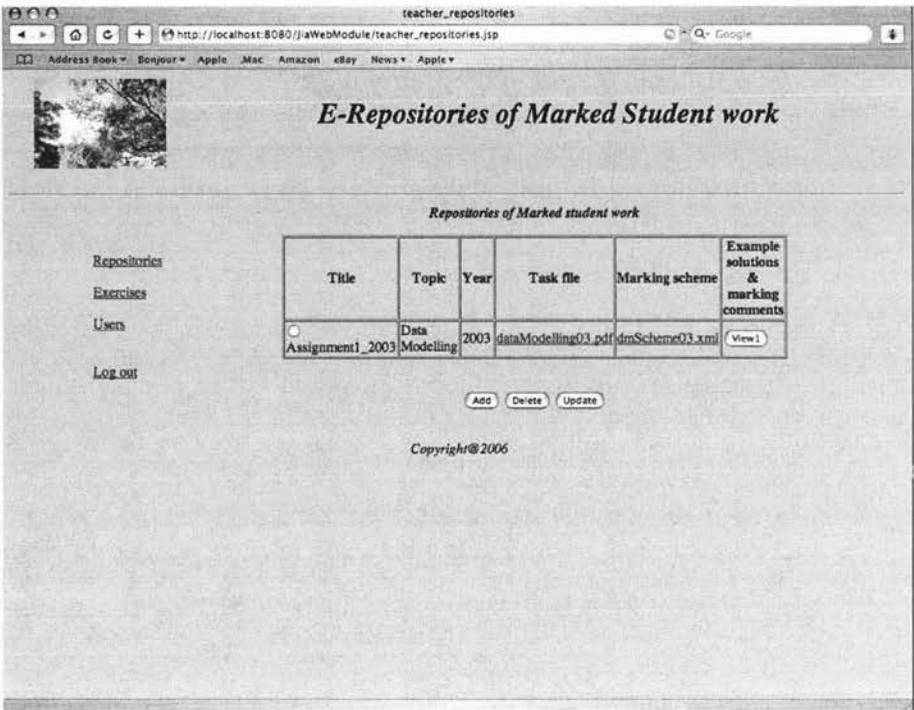 teacher_repositories
http://localhost:8080/JiaWebModule/teacher_repositories.jsp
Q- Google
Address Book Bonjour Apple .Mac Amazon eBay News Apple
E-Repositories of Marked Student work
Repositories of Marked student work
Repositories
Exercises
Users
Log out
Title
Topic
Year
Task file
Marking scheme
Example
solutions
&
marking
comments
Assignment1_2003
Data
Modelling
2003
dataModelling03.pdf
dmScheme03.xml
View1
Add Delete Update
Copyright@2006